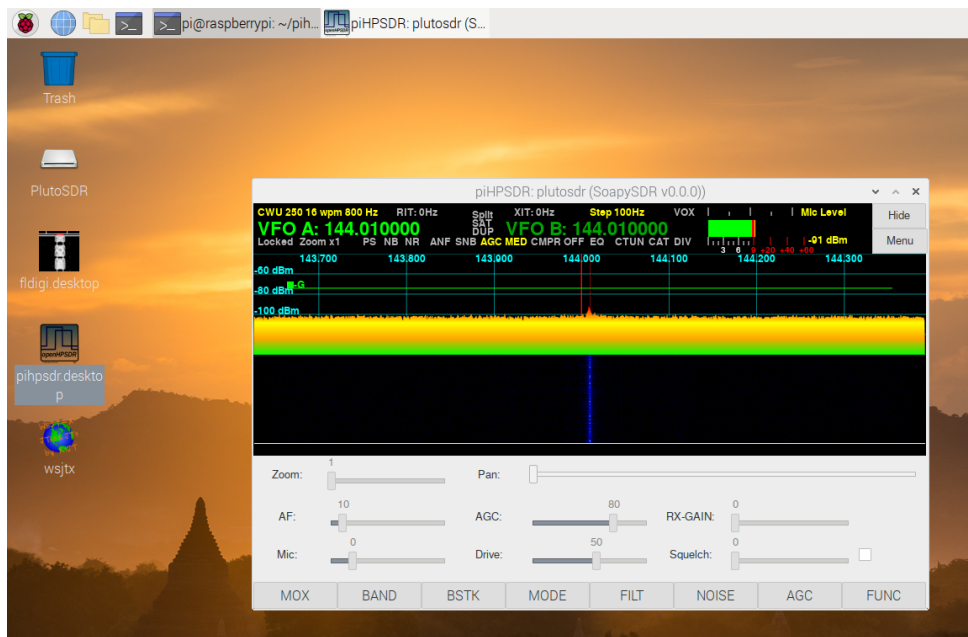 pi@raspberrypi: ~/pih...
piHPSDR: plutosdr (S...
Trash
PlutoSDR
fldigi.desktop
openHPSDR
pihpsdr.deskto
p
wsjtx
piHPSDR: plutosdr (SoapySDR v0.0.0))
CWU 250 16 wpm 800 Hz RIT: 0Hz Split XIT: 0Hz Step 100Hz VOX Mic Level
SAT
VFO A: 144.010000 DUP VFO B: 144.010000
Locked Zoom x1 PS NB NR ANF SNB AGC MED CMPR OFF EQ CTUN CAT DIV -91 dBm
3 6 9 +20 +40 +60
Hide
Menu
143.700 143.800 143.900 144.000 144.100 144.200 144.300
-60 dBm
-80 dBm -G
-100 dBm
Zoom: 1 Pan:
AF: 10 AGC: 80 RX-GAIN: 0
Mic: 0 Drive: 50 Squelch: 0
MOX BAND BSTK MODE FILT NOISE AGC FUNC